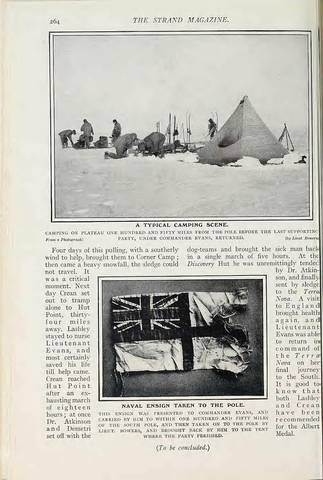 264
THE STRAND MAGAZINE.
A TYPICAL CAMPING SCENE.
CAMPING ON PLATEAU ONE HUNDRED AND FIFTY MILES FROM THE POLE BEFORE THE LAST SUPPORTING
From a Photograph]
PARTY, UNDER COMMANDER EVANS, RETURNED.
[by Lieut. Bowers.
Four days of this pulling, with a southerly
wind to help, brought them to Corner Camp;
then came a heavy snowfall, the sledge could
not travel. It
was a critical
moment. Next
day Crean set
out to tramp
alone to Hut
Point, thirty-
four miles
away. Lashley
stayed to nurse
Lieutenant
Evans, and
most certainly
saved his life
till help came.
Crean reached
Hut Point
after an ex-
hausting march
of eighteen
hours; at once
Dr. Atkinson
and Demetri
set off with the
NAVAL ENSIGN TAKEN TO THE POLE.
THIS ENSIGN WAS PRESENTED TO COMMANDER EVANS, AND
CARRIED BY HIM TO WITHIN ONE HUNDRED AND FIFTY MILES
OF THE SOUTH POLE, AND THEN TAKEN ON TO THE POLE BY
LIEUT. BOWERS, AND BROUGHT BACK BY HIM TO THE TENT
WHERE THE PARTY PERISHED.
dog-teams and brought the sick man back
in a single march of five hours. At the
Discovery Hut he was unremittingly tended
by Dr. Atkin-
son, and finally
sent by sledge
to the Terra
Nova. A visit
to England
brought health
again, and
Lieutenant
Evans was able
to return as
command of
the Terra
Nova on her
final journey
to the South.
It is good to
know that
both Lashley
and Crean
have been
recommended
for the Albert
Medal.
(To be concluded.)